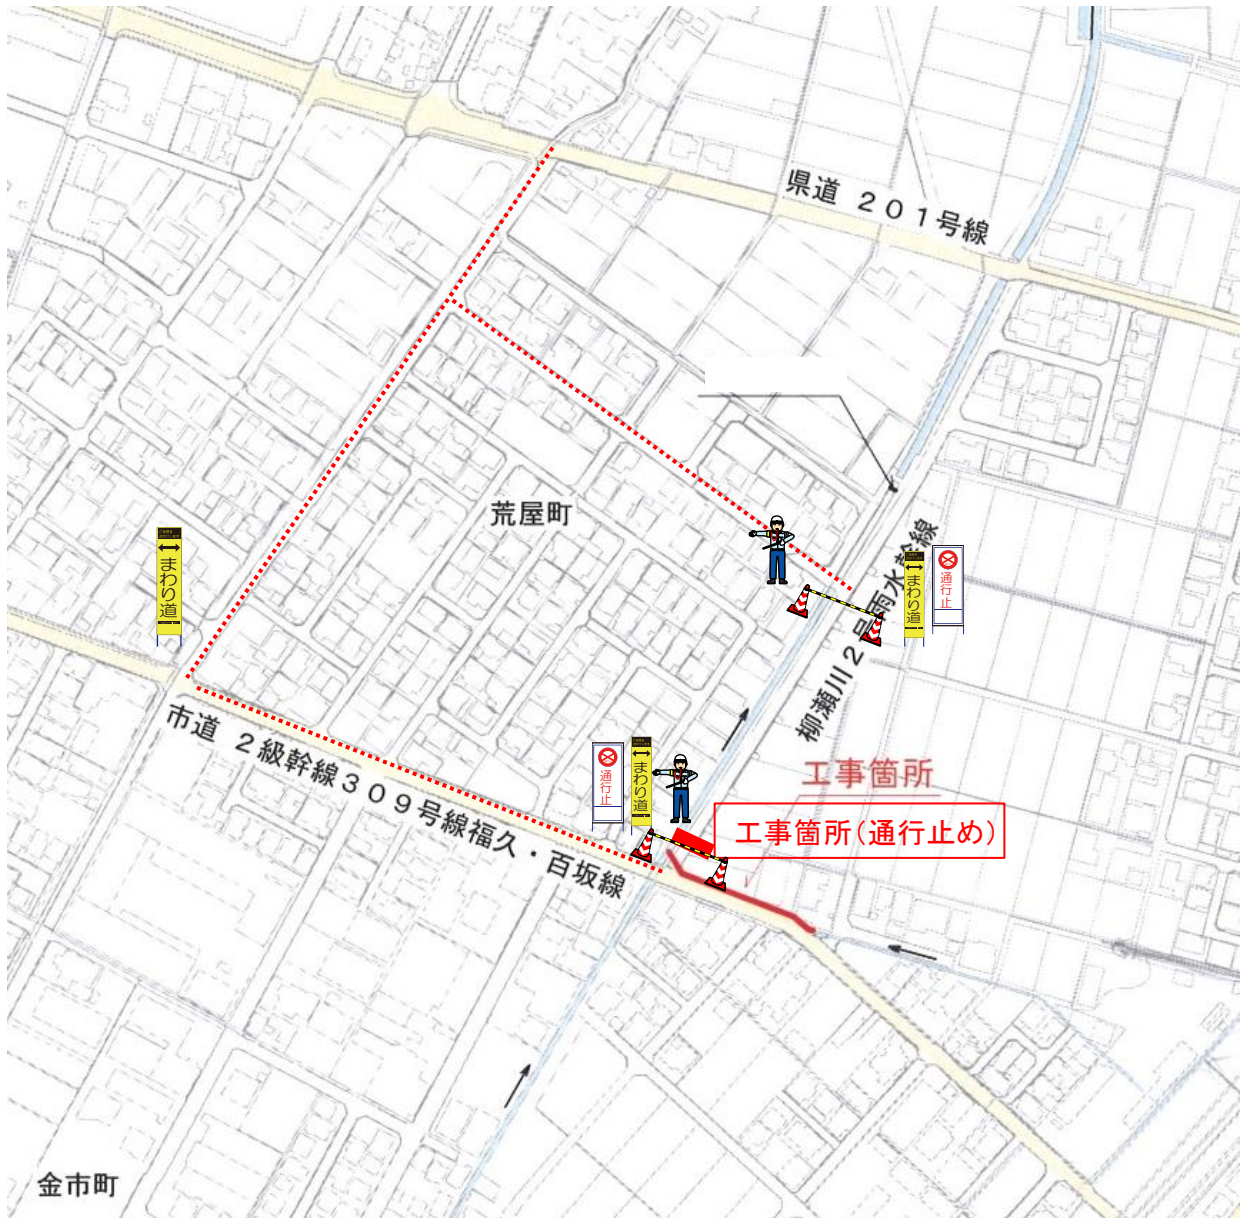 県道 ２０１号線
荒屋町
まわり道
まわり道
通行止
柳瀬川２号雨水幹線
市道 ２級幹線３０９号線福久・百坂線
通行止
まわり道
工事箇所
工事箇所(通行止め)
金市町